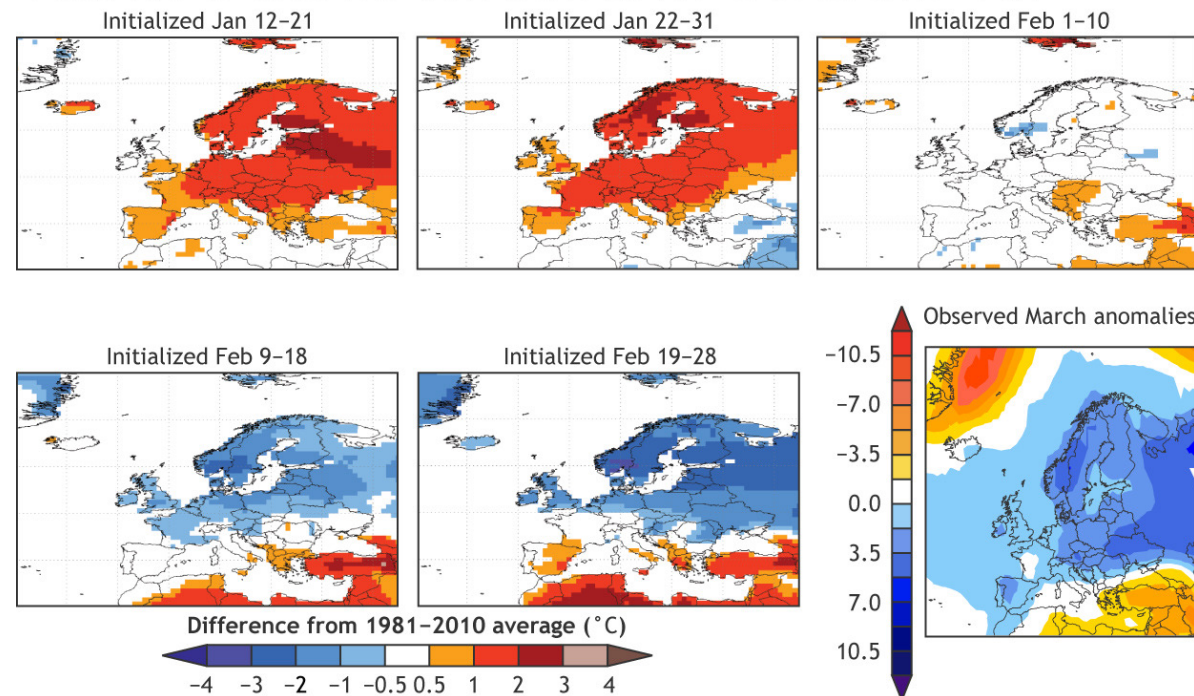 Initialized Jan 12–21
Initialized Jan 22–31
Initialized Feb 1–10
Initialized Feb 9–18
Initialized Feb 19–28
Observed March anomalies
−10.5
−7.0
−3.5
0.0
3.5
7.0
10.5
Difference from 1981–2010 average (°C)
−4 −3 −2 −1 −0.5 0.5 1 2 3 4